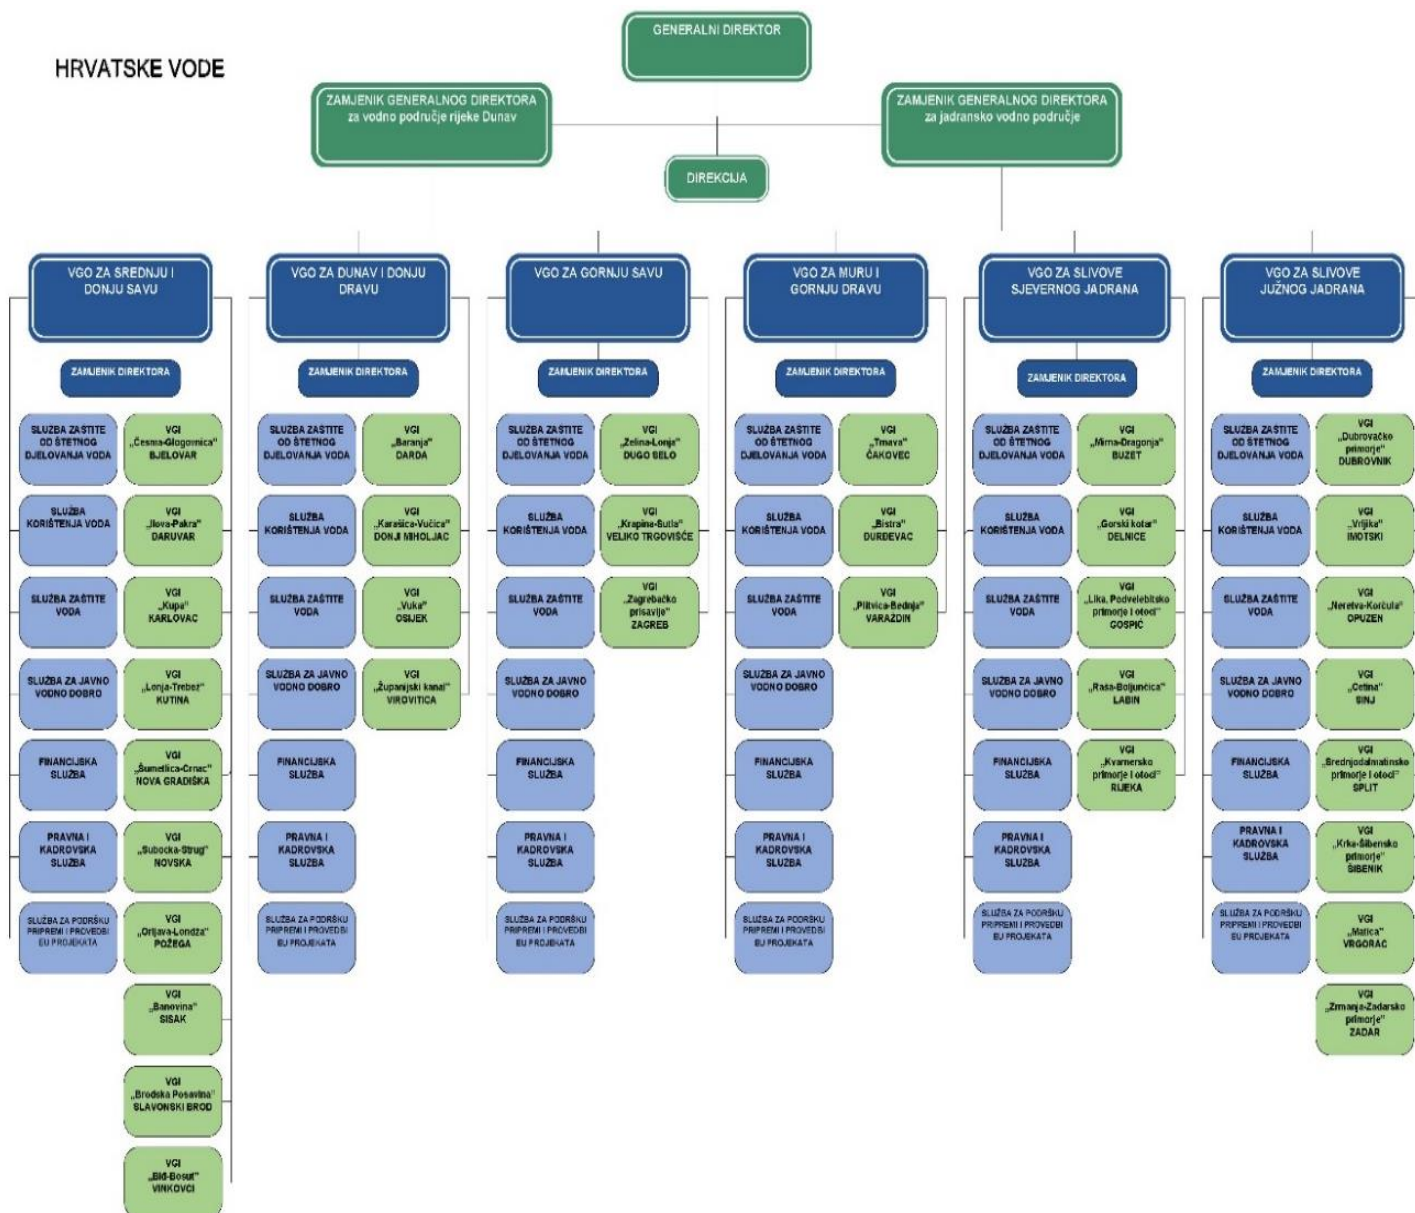 HRVATSKE VODE
GENERALNI DIREKTOR
ZAMJENIK GENERALNOG DIREKTORA
za vodno područje rijeke Dunav
ZAMJENIK GENERALNOG DIREKTORA
za jadransko vodno područje
DIREKCIJA
VGO ZA SREDNJU I
DONJU SAVU
ZAMJENIK DIREKTORA
SLUŽBA ZAŠTITE
OD ŠTETNOG
DJELOVANJA VODA
SLUŽBA
KORIŠTENJA VODA
SLUŽBA ZAŠTITE
VODA
SLUŽBA ZA JAVNO
VODNO DOBRO
FINANCIJSKA
SLUŽBA
PRAVNA I
KADROVSKA
SLUŽBA
SLUŽBA ZA PODRŠKU
PRIPREMI I PROVEDBI
EU PROJEKATA
VGI
„Česma-Glogovnica"
BJELOVAR
VGI
„Ilova-Pakra"
DARUVAR
VGI
„Kupa"
KARLOVAC
VGI
„Lonja-Trebež"
KUTINA
VGI
„Šumetlica-Crnac"
NOVA GRADIŠKA
VGI
„Subocka-Strug"
NOVSKA
VGI
„Orljava-Londža"
POŽEGA
VGI
„Banovina"
SISAK
VGI
„Brodska Posavina"
SLAVONSKI BROD
VGI
„Biđ-Bosut"
VINKOVCI
VGO ZA DUNAV I DONJU
DRAVU
ZAMJENIK DIREKTORA
SLUŽBA ZAŠTITE
OD ŠTETNOG
DJELOVANJA VODA
SLUŽBA
KORIŠTENJA VODA
SLUŽBA ZAŠTITE
VODA
SLUŽBA ZA JAVNO
VODNO DOBRO
FINANCIJSKA
SLUŽBA
PRAVNA I
KADROVSKA
SLUŽBA
SLUŽBA ZA PODRŠKU
PRIPREMI I PROVEDBI
EU PROJEKATA
VGI
„Baranja"
DARDA
VGI
„Karašica-Vučica"
DONJI MIHOLJAC
VGI
„Vuka"
OSIJEK
VGI
„Županijski kanal"
VIROVITICA
VGO ZA GORNJU SAVU
ZAMJENIK DIREKTORA
SLUŽBA ZAŠTITE
OD ŠTETNOG
DJELOVANJA VODA
SLUŽBA
KORIŠTENJA VODA
SLUŽBA ZAŠTITE
VODA
SLUŽBA ZA JAVNO
VODNO DOBRO
FINANCIJSKA
SLUŽBA
PRAVNA I
KADROVSKA
SLUŽBA
SLUŽBA ZA PODRŠKU
PRIPREMI I PROVEDBI
EU PROJEKATA
VGI
„Zelina-Lonja"
DUGO SELO
VGI
„Krapina-Sutla"
VELIKO TRGOVIŠĆE
VGI
„Zagrebačko
prisavlje"
ZAGREB
VGO ZA MURU I
GORNJU DRAVU
ZAMJENIK DIREKTORA
SLUŽBA ZAŠTITE
OD ŠTETNOG
DJELOVANJA VODA
SLUŽBA
KORIŠTENJA VODA
SLUŽBA ZAŠTITE
VODA
SLUŽBA ZA JAVNO
VODNO DOBRO
FINANCIJSKA
SLUŽBA
PRAVNA I
KADROVSKA
SLUŽBA
SLUŽBA ZA PODRŠKU
PRIPREMI I PROVEDBI
EU PROJEKATA
VGI
„Trnava"
ČAKOVEC
VGI
„Bistra"
ĐURĐEVAC
VGI
„Plitvica-Bednja"
VARAŽDIN
VGO ZA SLIVOVE
SJEVERNOG JADRANA
ZAMJENIK DIREKTORA
SLUŽBA ZAŠTITE
OD ŠTETNOG
DJELOVANJA VODA
SLUŽBA
KORIŠTENJA VODA
SLUŽBA ZAŠTITE
VODA
SLUŽBA ZA JAVNO
VODNO DOBRO
FINANCIJSKA
SLUŽBA
PRAVNA I
KADROVSKA
SLUŽBA
SLUŽBA ZA PODRŠKU
PRIPREMI I PROVEDBI
EU PROJEKATA
VGI
„Mirna-Dragonja"
BUZET
VGI
„Gorski kotar"
DELNICE
VGI
„Lika, Podvelebitsko
primorje i otoci"
GOSPIĆ
VGI
„Raša-Boljunčica"
LABIN
VGI
„Kvarnersko
primorje i otoci"
RIJEKA
VGO ZA SLIVOVE
JUŽNOG JADRANA
ZAMJENIK DIREKTORA
SLUŽBA ZAŠTITE
OD ŠTETNOG
DJELOVANJA VODA
SLUŽBA
KORIŠTENJA VODA
SLUŽBA ZAŠTITE
VODA
SLUŽBA ZA JAVNO
VODNO DOBRO
FINANCIJSKA
SLUŽBA
PRAVNA I
KADROVSKA
SLUŽBA
SLUŽBA ZA PODRŠKU
PRIPREMI I PROVEDBI
EU PROJEKATA
VGI
„Dubrovačko
primorje"
DUBROVNIK
VGI
„Vrljika"
IMOTSKI
VGI
„Neretva-Korčula"
OPUZEN
VGI
„Cetina"
SINJ
VGI
„Srednjodalmatinsko
primorje i otoci"
SPLIT
VGI
„Krka-Šibensko
primorje"
ŠIBENIK
VGI
„Matica"
VRGORAC
VGI
„Zrmanja-Zadarsko
primorje"
ZADAR